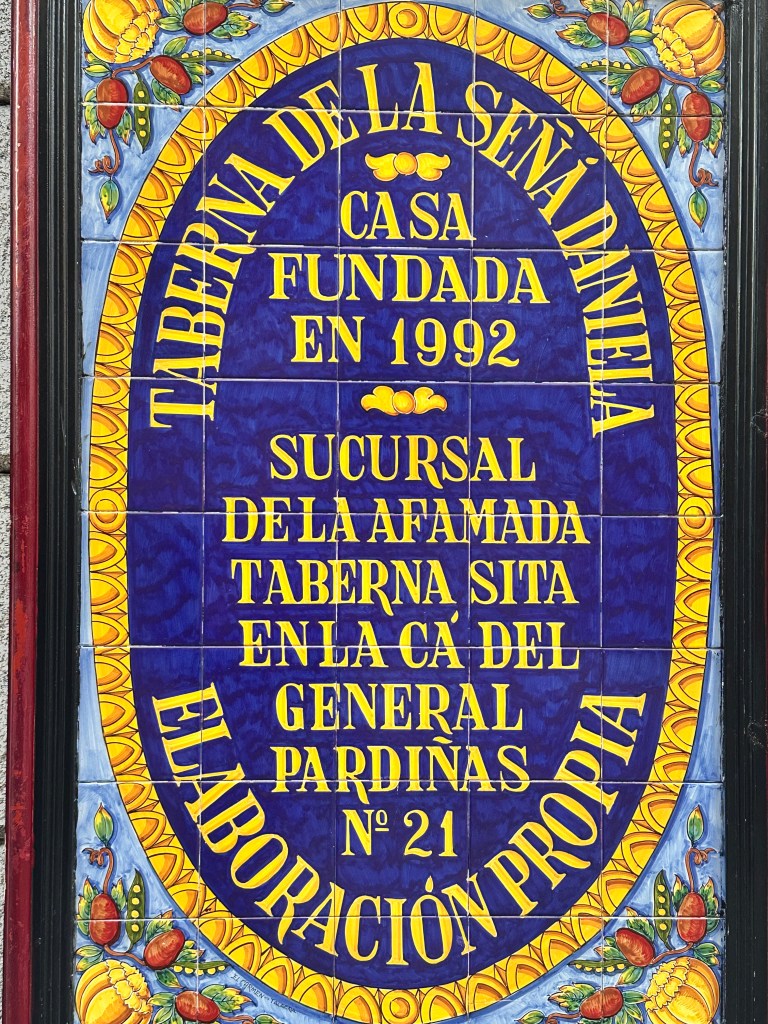 TABERNA DE LA SEÑÁ DANIELA
CASA
FUNDADA
EN 1992
SUCURSAL
DE LA AFAMADA
TABERNA SITA
EN LA CÁ DEL
GENERAL
PARDIÑAS
Nº 21
ELABORACIÓN PROPIA